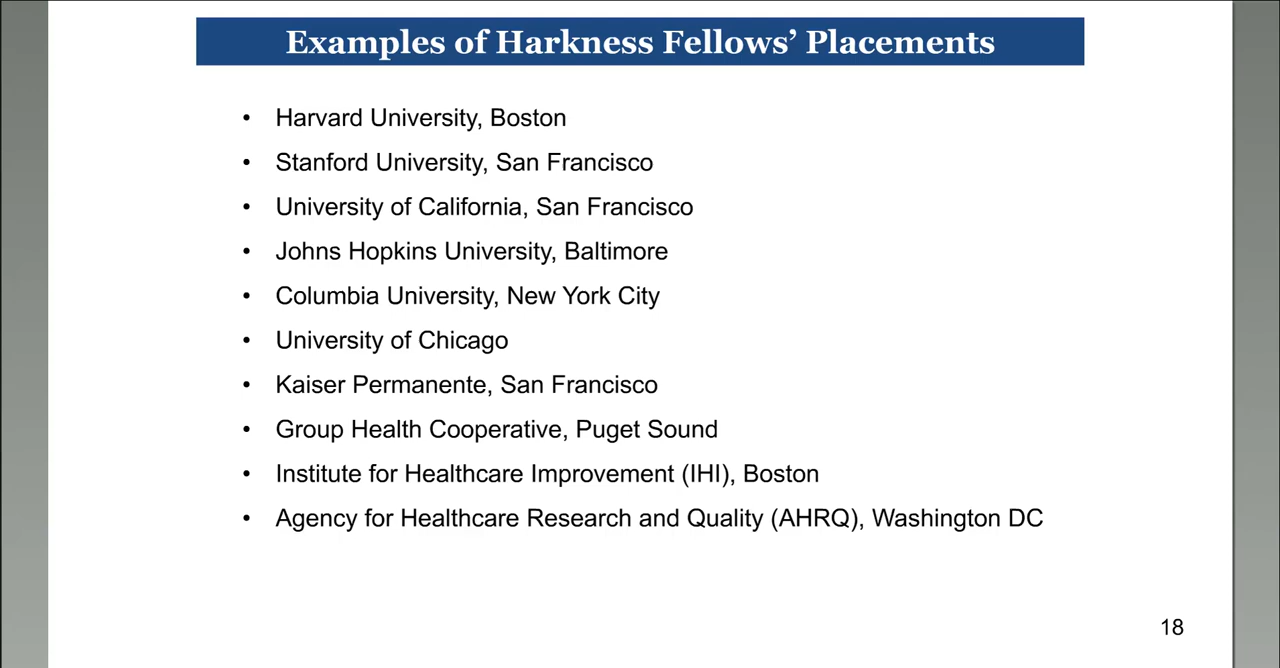 Examples of Harkness Fellows’ Placements
• Harvard University, Boston
• Stanford University, San Francisco
• University of California, San Francisco
• Johns Hopkins University, Baltimore
• Columbia University, New York City
• University of Chicago
• Kaiser Permanente, San Francisco
• Group Health Cooperative, Puget Sound
• Institute for Healthcare Improvement (IHI), Boston
• Agency for Healthcare Research and Quality (AHRQ), Washington DC
18